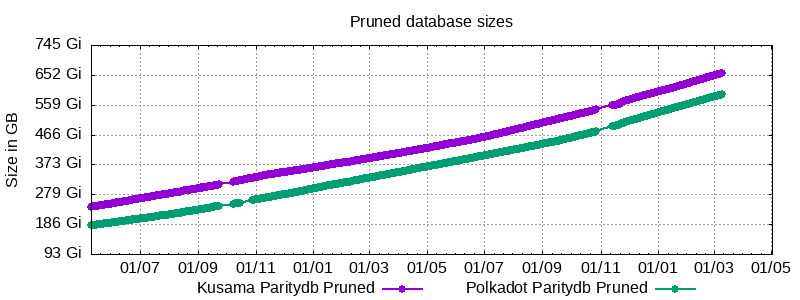 Pruned database sizes
745 Gi
652 Gi
559 Gi
466 Gi
373 Gi
279 Gi
186 Gi
93 Gi
Size in GB
01/07 01/09 01/11 01/01 01/03 01/05 01/07 01/09 01/11 01/01 01/03 01/05
Kusama Paritydb Pruned Polkadot Paritydb Pruned